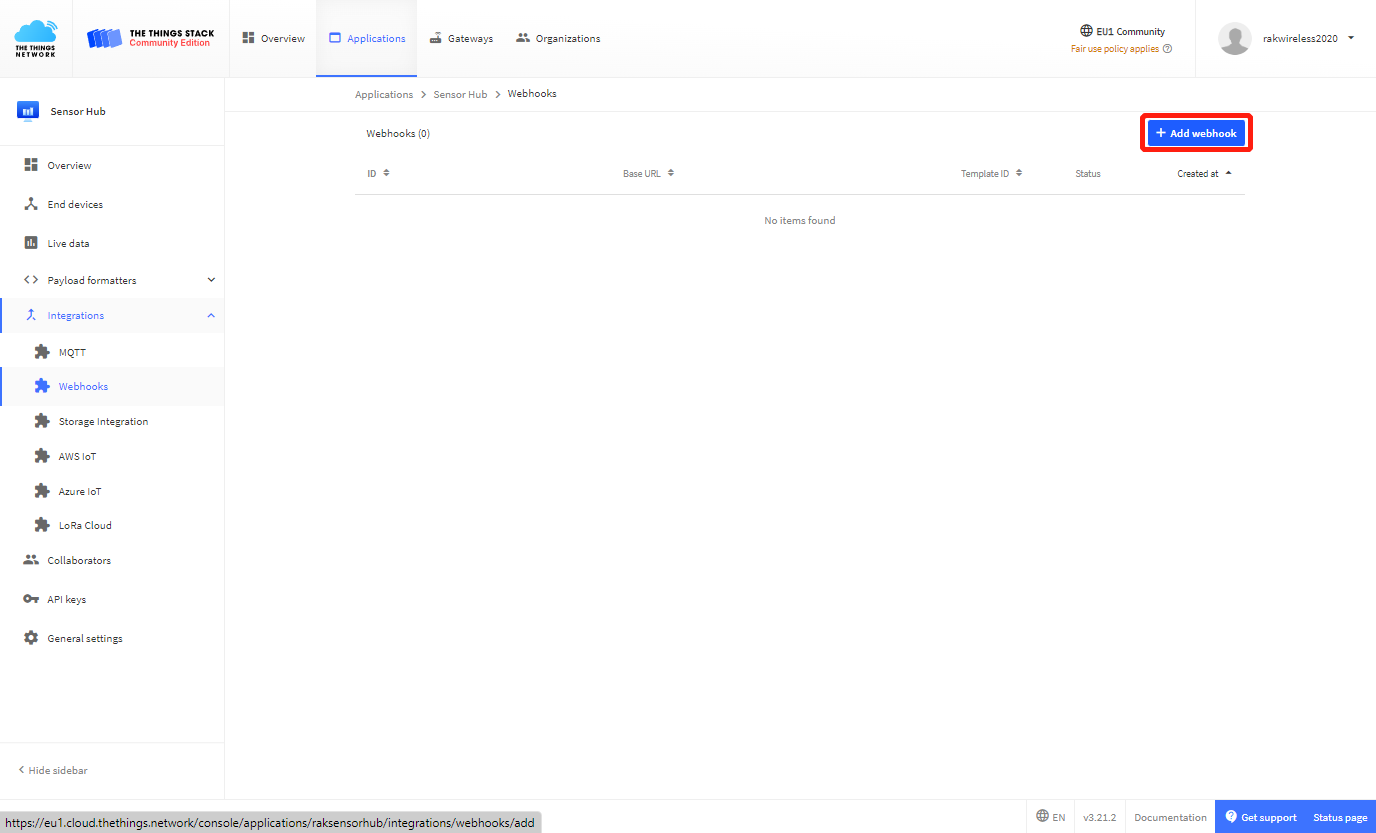 THE THINGS
NETWORK
THE THINGS STACK
Community Edition
Overview
Applications
Gateways
Organizations
EU1 Community
Fair use policy applies ?
rakwireless2020
Sensor Hub
Overview
End devices
Live data
Payload formatters
Integrations
MQTT
Webhooks
Storage Integration
AWS IoT
Azure IoT
LoRa Cloud
Collaborators
API keys
General settings
Hide sidebar
Applications > Sensor Hub > Webhooks
Webhooks (0)
+ Add webhook
ID Base URL Template ID Status Created at
No items found
https://eu1.cloud.thethings.network/console/applications/raksensorhub/integrations/webhooks/add
EN
v3.21.2
Documentation
Get support
Status page